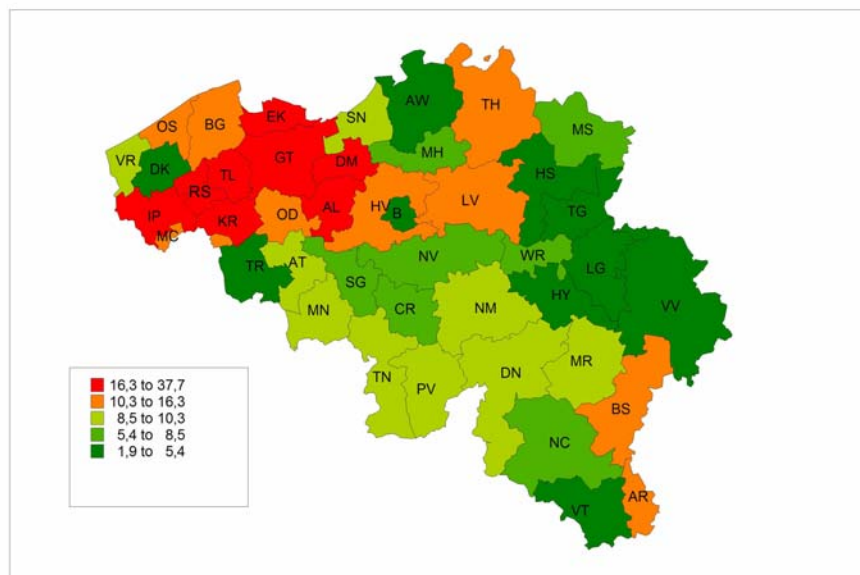 AW
TH
EK
SN
OS
BG
MS
VR
DK
GT
DM
MH
HS
TL
RS
IP
KR
OD
AL
HV
B
LV
TG
MC
TR
AT
NV
WR
LG
SG
CR
HY
VV
MN
NM
TN
PV
DN
MR
BS
NC
AR
VT
16,3 to 37,7
10,3 to 16,3
8,5 to 10,3
5,4 to 8,5
1,9 to 5,4